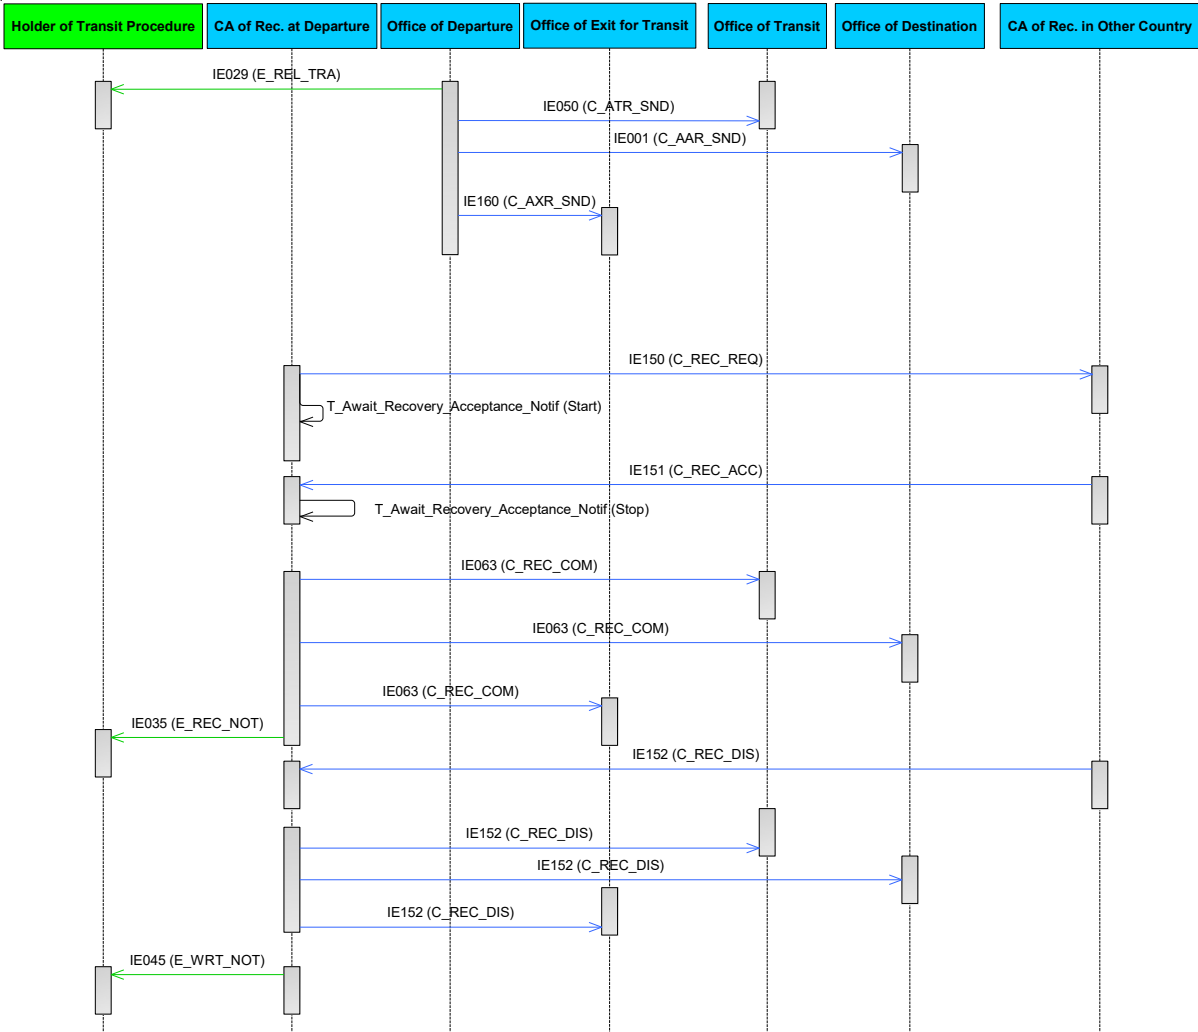 Holder of Transit Procedure
CA of Rec. at Departure
Office of Departure
Office of Exit for Transit
Office of Transit
Office of Destination
CA of Rec. in Other Country
IE029 (E_REL_TRA)
IE050 (C_ATR_SND)
IE001 (C_AAR_SND)
IE160 (C_AXR_SND)
IE150 (C_REC_REQ)
T_Await_Recovery_Acceptance_Notif (Start)
IE151 (C_REC_ACC)
T_Await_Recovery_Acceptance_Notif (Stop)
IE063 (C_REC_COM)
IE063 (C_REC_COM)
IE063 (C_REC_COM)
IE035 (E_REC_NOT)
IE152 (C_REC_DIS)
IE152 (C_REC_DIS)
IE152 (C_REC_DIS)
IE152 (C_REC_DIS)
IE045 (E_WRT_NOT)